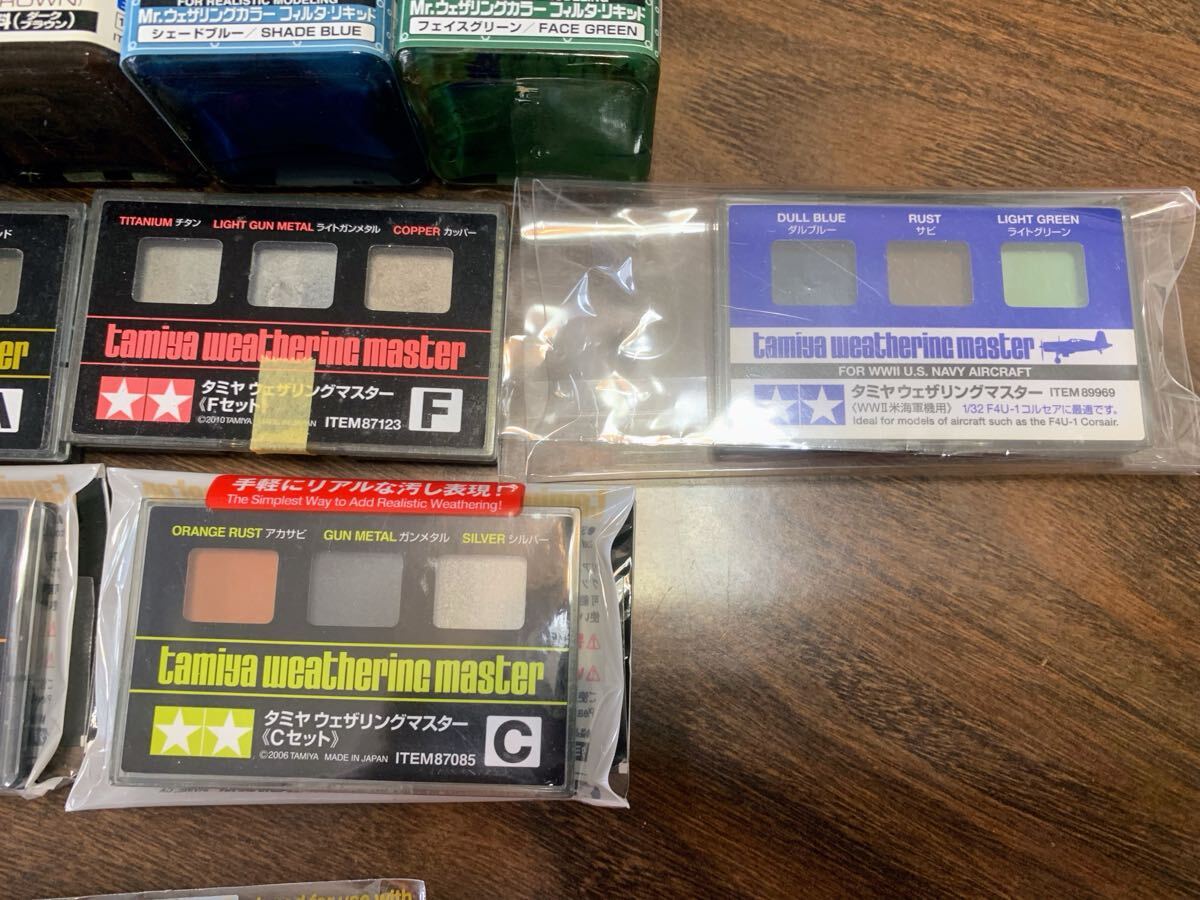 FOR REALISTIC MODELING
Mr.ウェザリングカラー フィルタ・リキッド
シェードブルー/SHADE BLUE
Mr.ウェザリングカラー フィルタ・リキッド
フェイスグリーン/FACE GREEN
TITANIUM チタン LIGHT GUN METAL ライトガンメタル COPPER カッパー
tamiya weathering master
タミヤ ウェザリングマスター
《Fセット
©2010 TAMIYA
ITEM87123
F
DULL BLUE
ダルブルー
RUST
サビ
LIGHT GREEN
ライトグリーン
tamiya weathering master
FOR WWII U.S. NAVY AIRCRAFT
タミヤ ウェザリングマスター ITEM 89969
《WWⅡ米海軍機用》 1/32 F4U-1コルセアに最適です。
Ideal for models of aircraft such as the F4U-1 Corsair.
A
手軽にリアルな汚し表現!
The Simplest Way to Add Realistic Weathering!
ORANGE RUST アカサビ GUN METAL ガンメタル SILVER シルバー
tamiya weathering master
タミヤ ウェザリングマスター
《Cセット》
©2006 TAMIYA MADE IN JAPAN ITEM87085
C
for use with